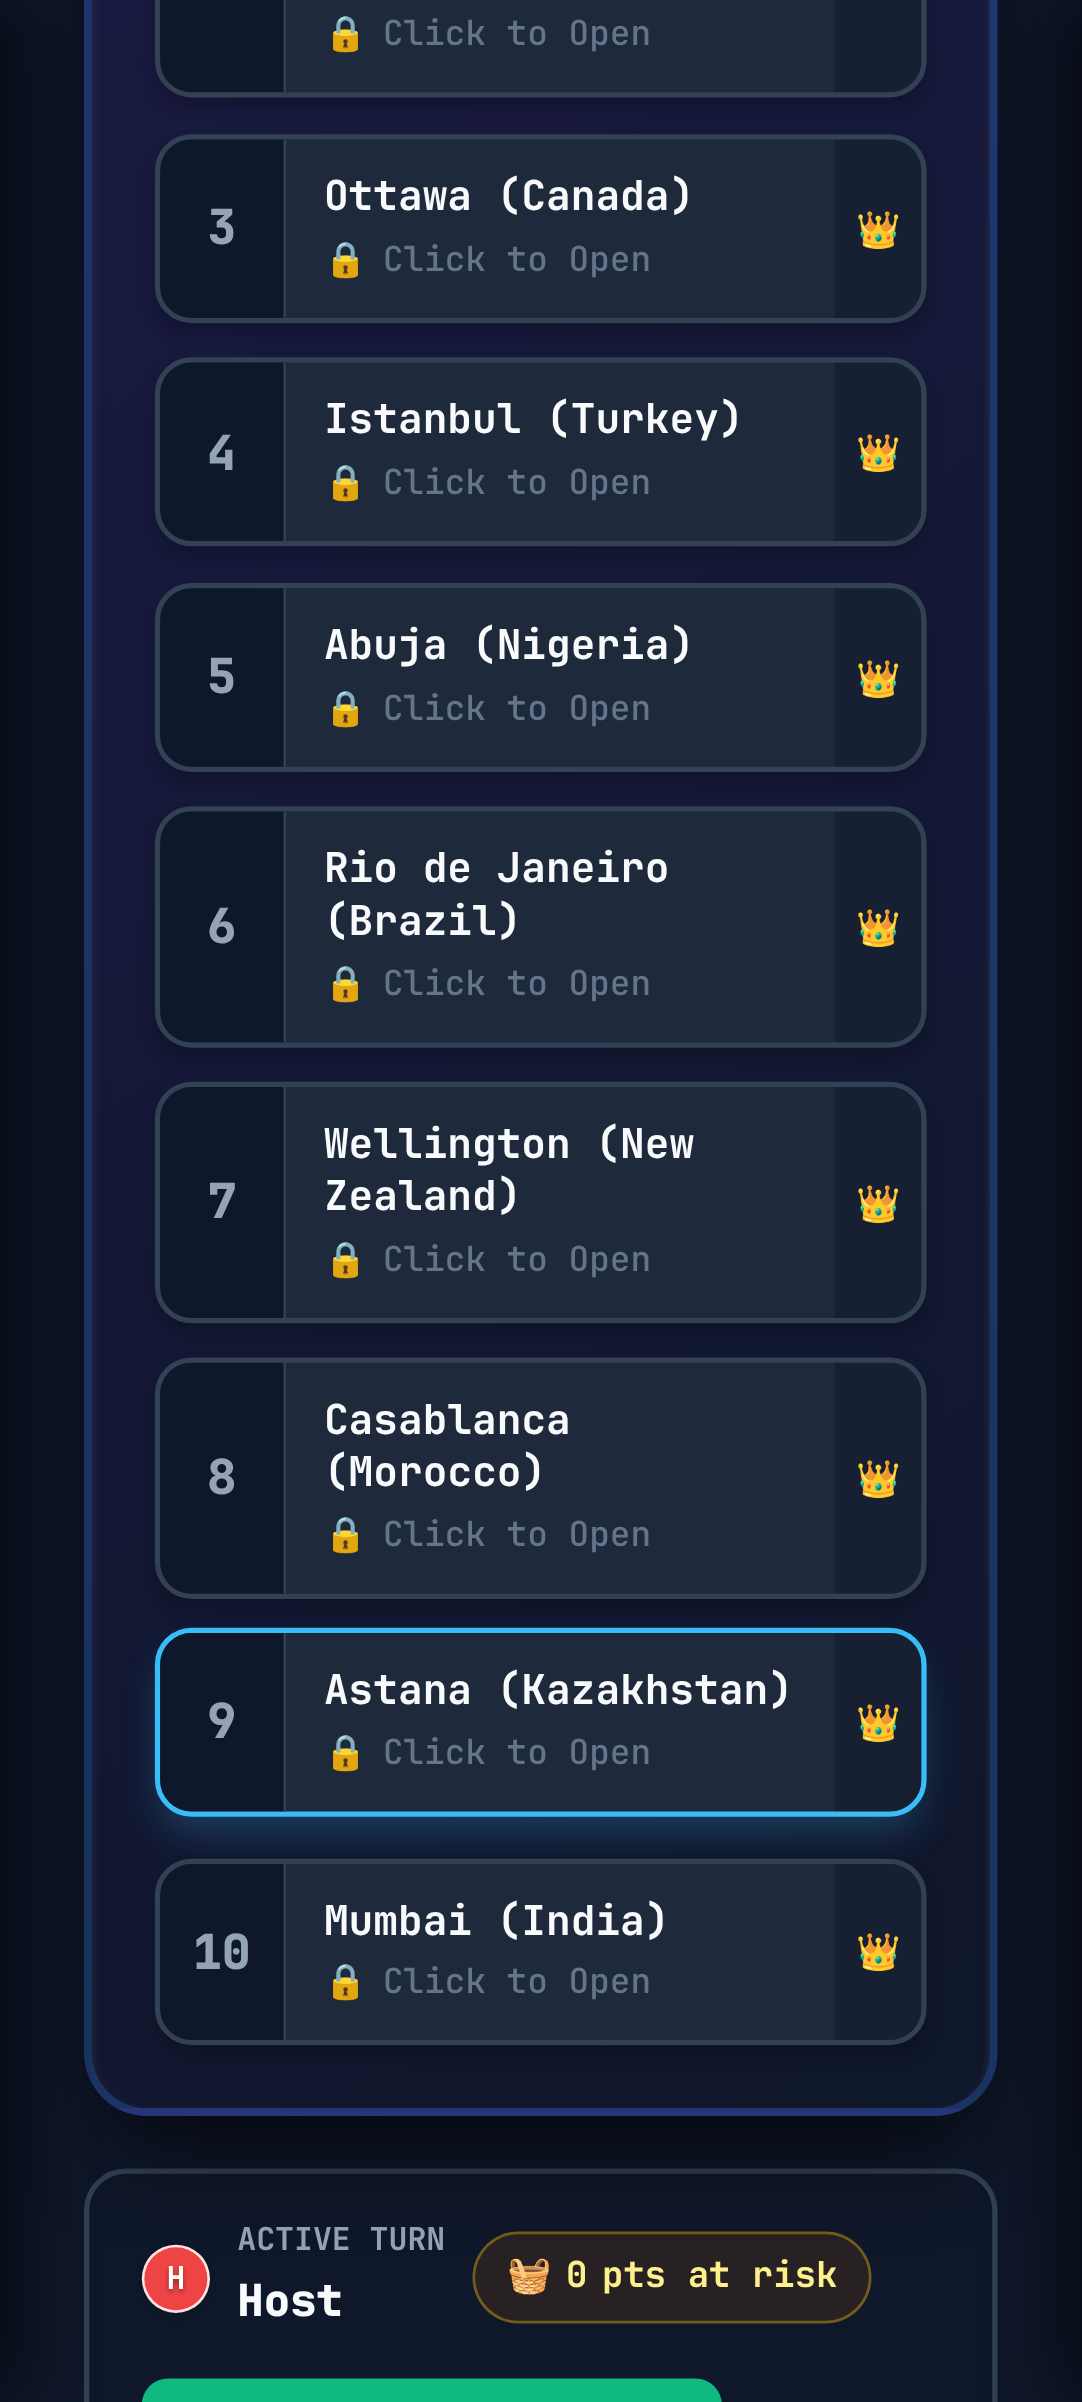 Click to Open
3
Ottawa (Canada)
Click to Open
4
Istanbul (Turkey)
Click to Open
5
Abuja (Nigeria)
Click to Open
6
Rio de Janeiro
(Brazil)
Click to Open
7
Wellington (New
Zealand)
Click to Open
8
Casablanca
(Morocco)
Click to Open
9
Astana (Kazakhstan)
Click to Open
10
Mumbai (India)
Click to Open
H
ACTIVE TURN
Host
0 pts at risk